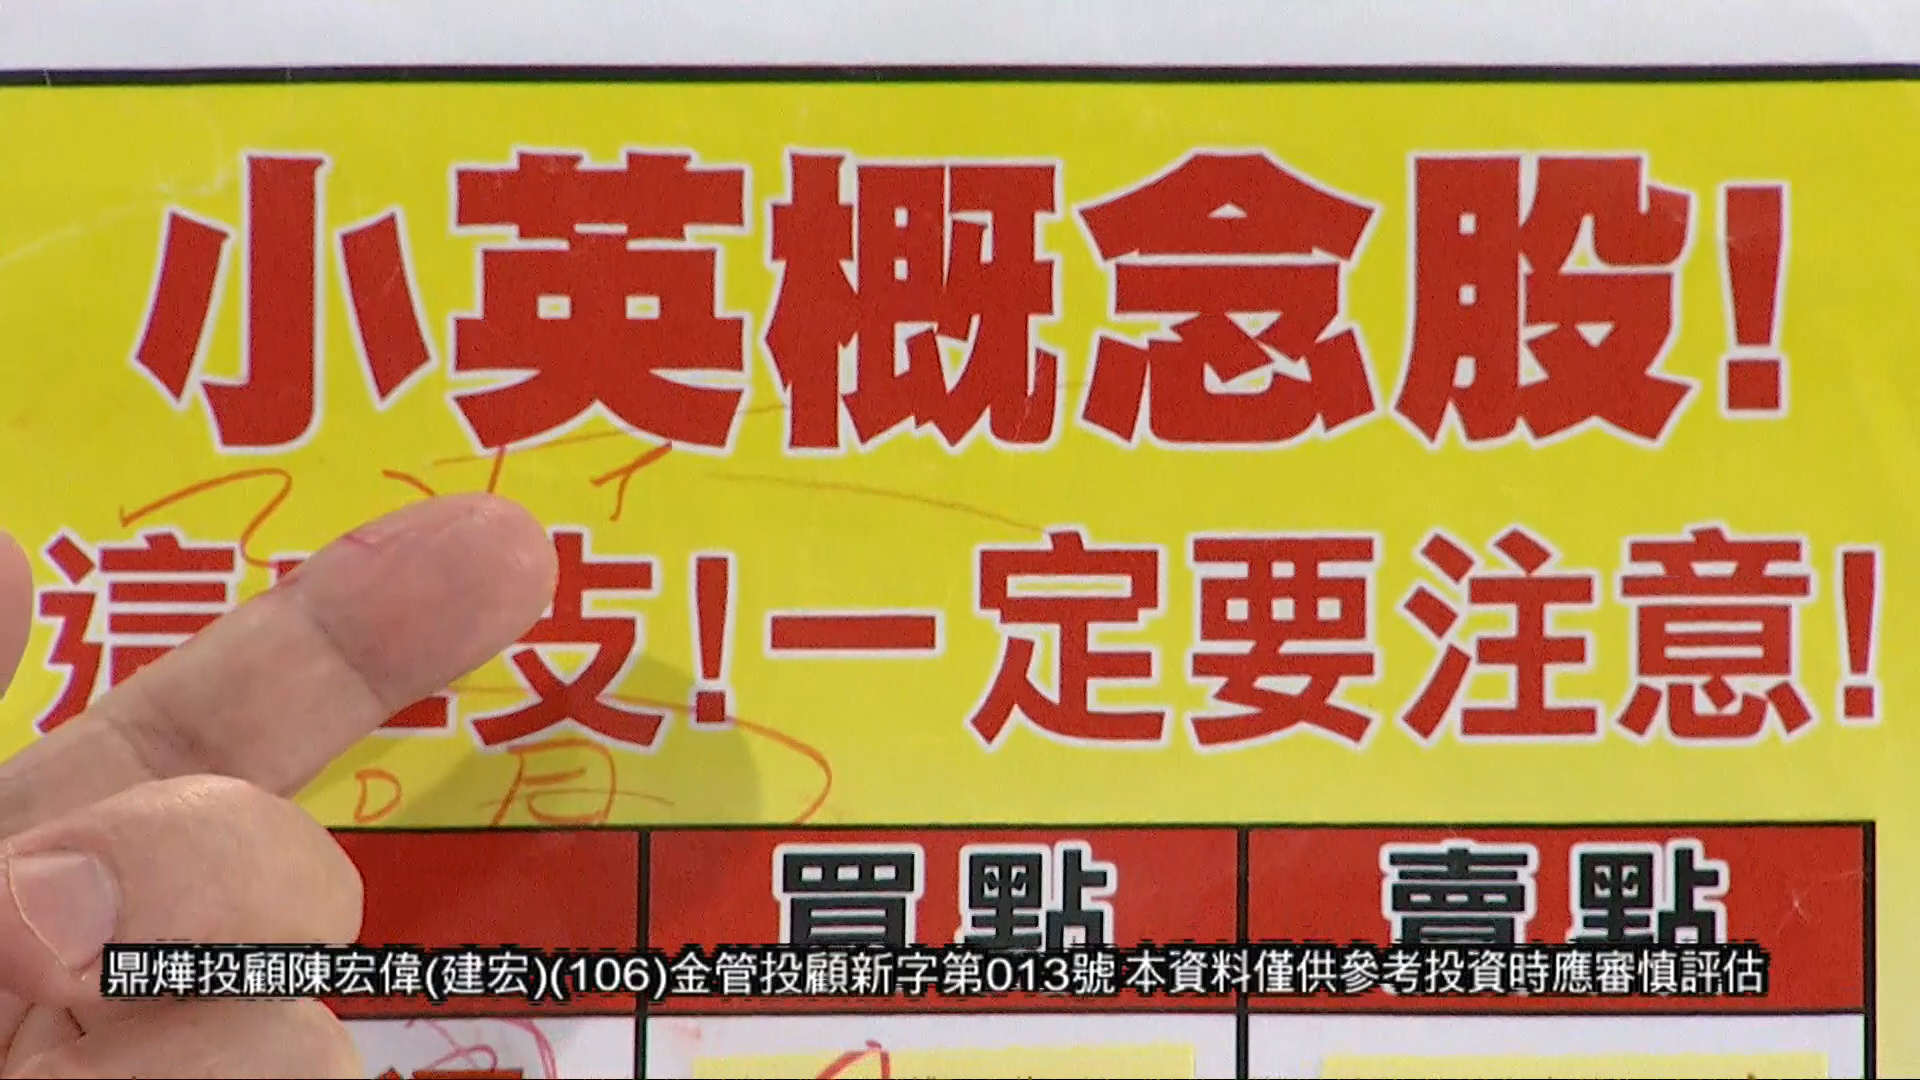 小英概念股!
這 支!一定要注意!
買點 賣點
鼎燁投顧陳宏偉(建宏)(106)金管投顧新字第013號 本資料僅供參考投資時應審慎評估